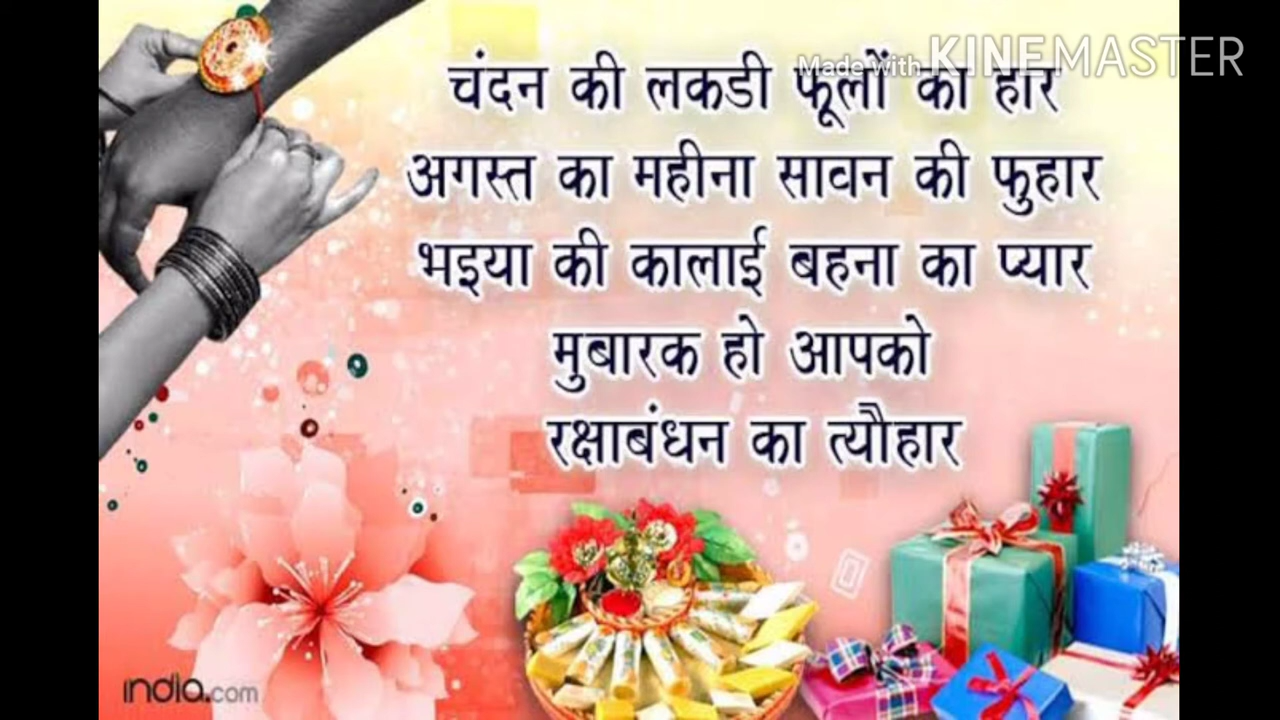 Made with KINEMASTER
चंदन की लकडी फूलों का हार
अगस्त का महीना सावन की फुहार
भइया की कालाई बहना का प्यार
मुबारक हो आपको
रक्षाबंधन का त्यौहार
india.com